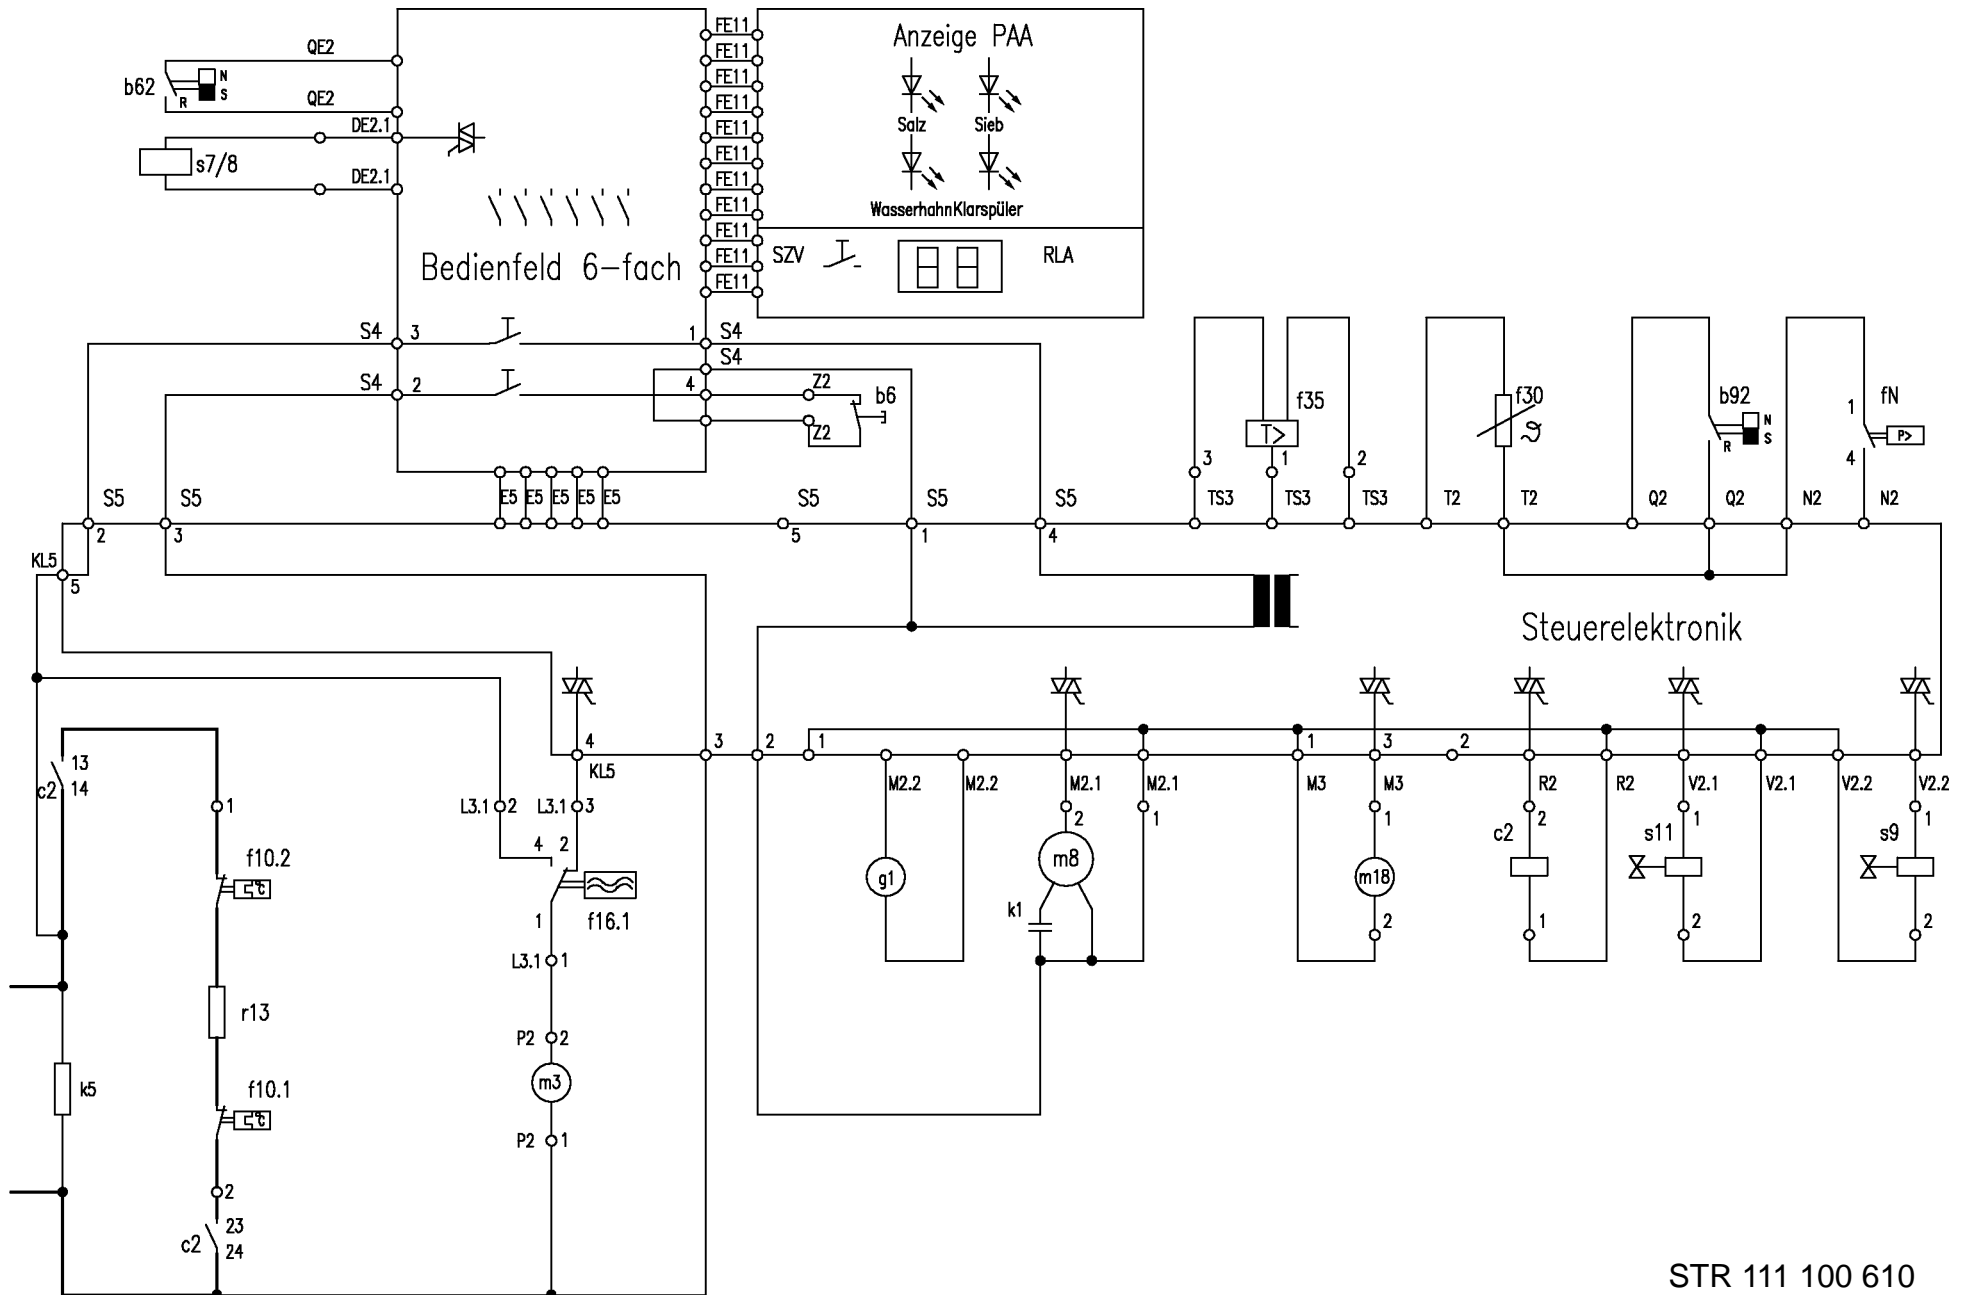 FE11
Anzeige PAA
QE2
FE11
b62 N
R S
FE11
QE2
FE11
DE2.1
FE11
Salz Sieb
s7/8
FE11
DE2.1
FE11
FE11
Wasserhahn Klarspüler
FE11
SZV RLA
Bedienfeld 6-fach
FE11
FE11
S4 3 1 S4
S4
S4 2 4 Z2 b6
Z2
f35
T>
3 1 2
f30
ϑ
b92
N
R S
1 fN
P>
4
S5 S5 E5 E5 E5 E5 E5 S5 S5 S5 TS3 TS3 TS3 T2 T2 Q2 Q2 N2 N2
2 3 5 1 4
KL5
5
Steuerelektronik
4 3 2 1 1 3 2
KL5
13
c2 14
M2.2 M2.2 M2.1 M2.1 M3 M3 R2 R2 V2.1 V2.1 V2.2 V2.2
1 L3.1 2 L3.1 3 2 1 1 2 1 1
4 2
c2 s11 s9
f10.2
°C
m8
g1
m18
1 f16.1
k1
2 1 2 2
L3.1 1
r13
P2 2
m3
k5
f10.1
°C
P2 1
2
c2 23
24
STR 111 100 610